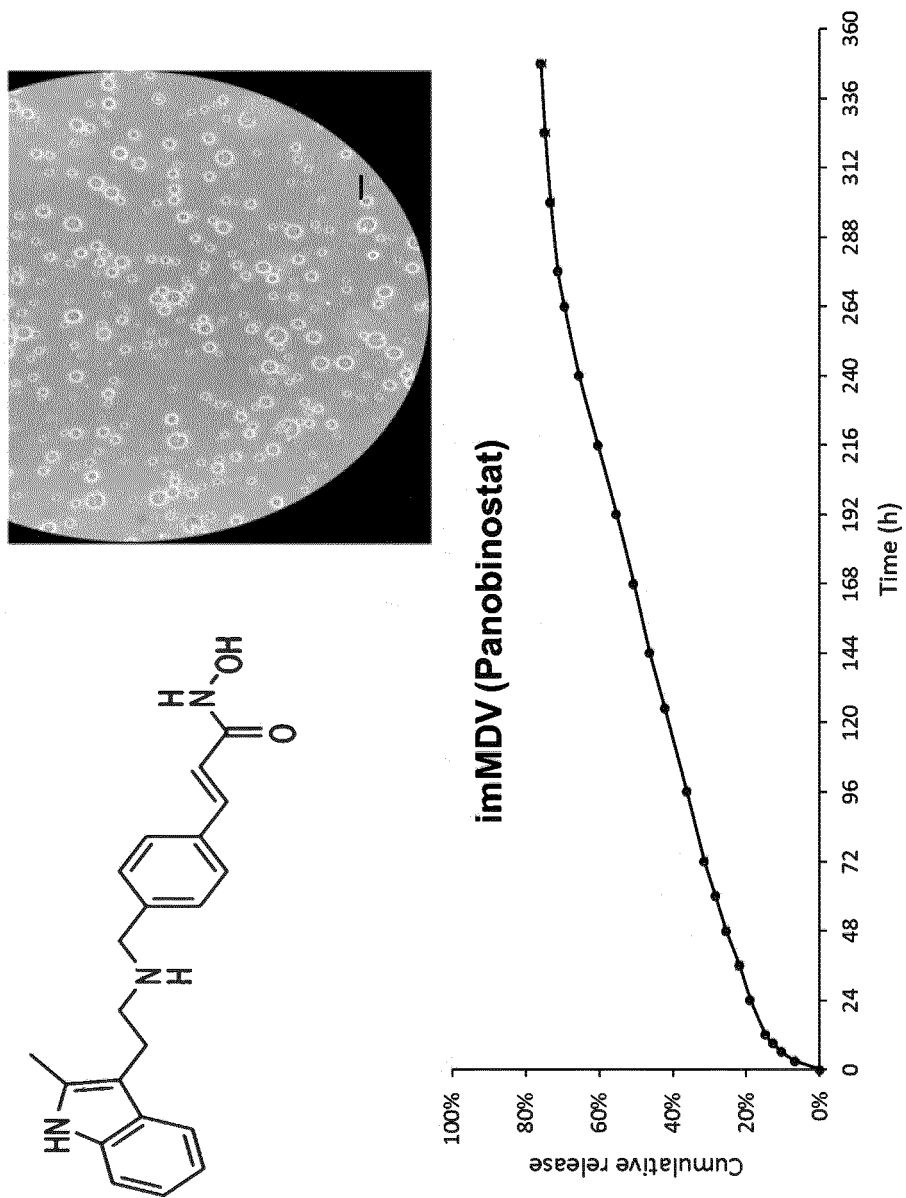 HN
N
H
H
N
OH
O
imMDV (Panobinostat)
Cumulative release
100%
80%
60%
40%
20%
0%
0 24 48 72 96 120 144 168 192 216 240 264 288 312 336 360
Time (h)